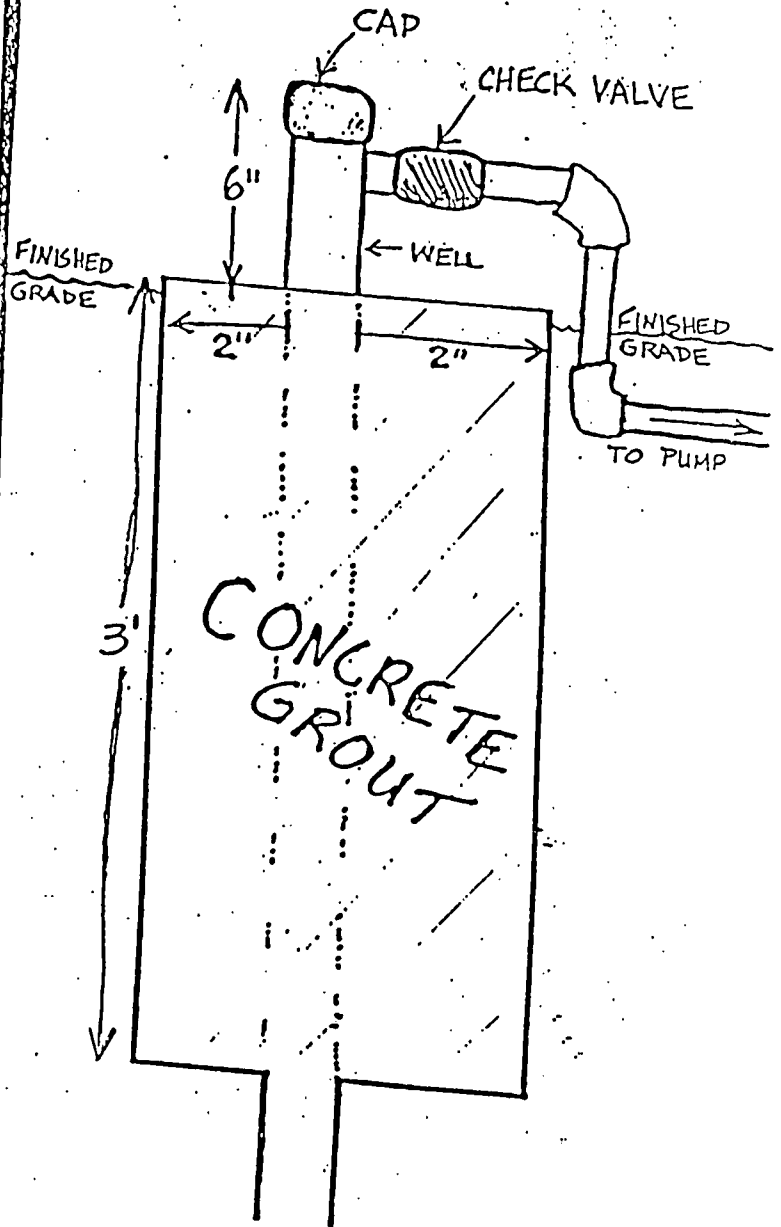 CAP
CHECK VALVE
6"
WELL
FINISHED
GRADE
2"
2"
FINISHED
GRADE
TO PUMP
3'
CONCRETE
GROUT